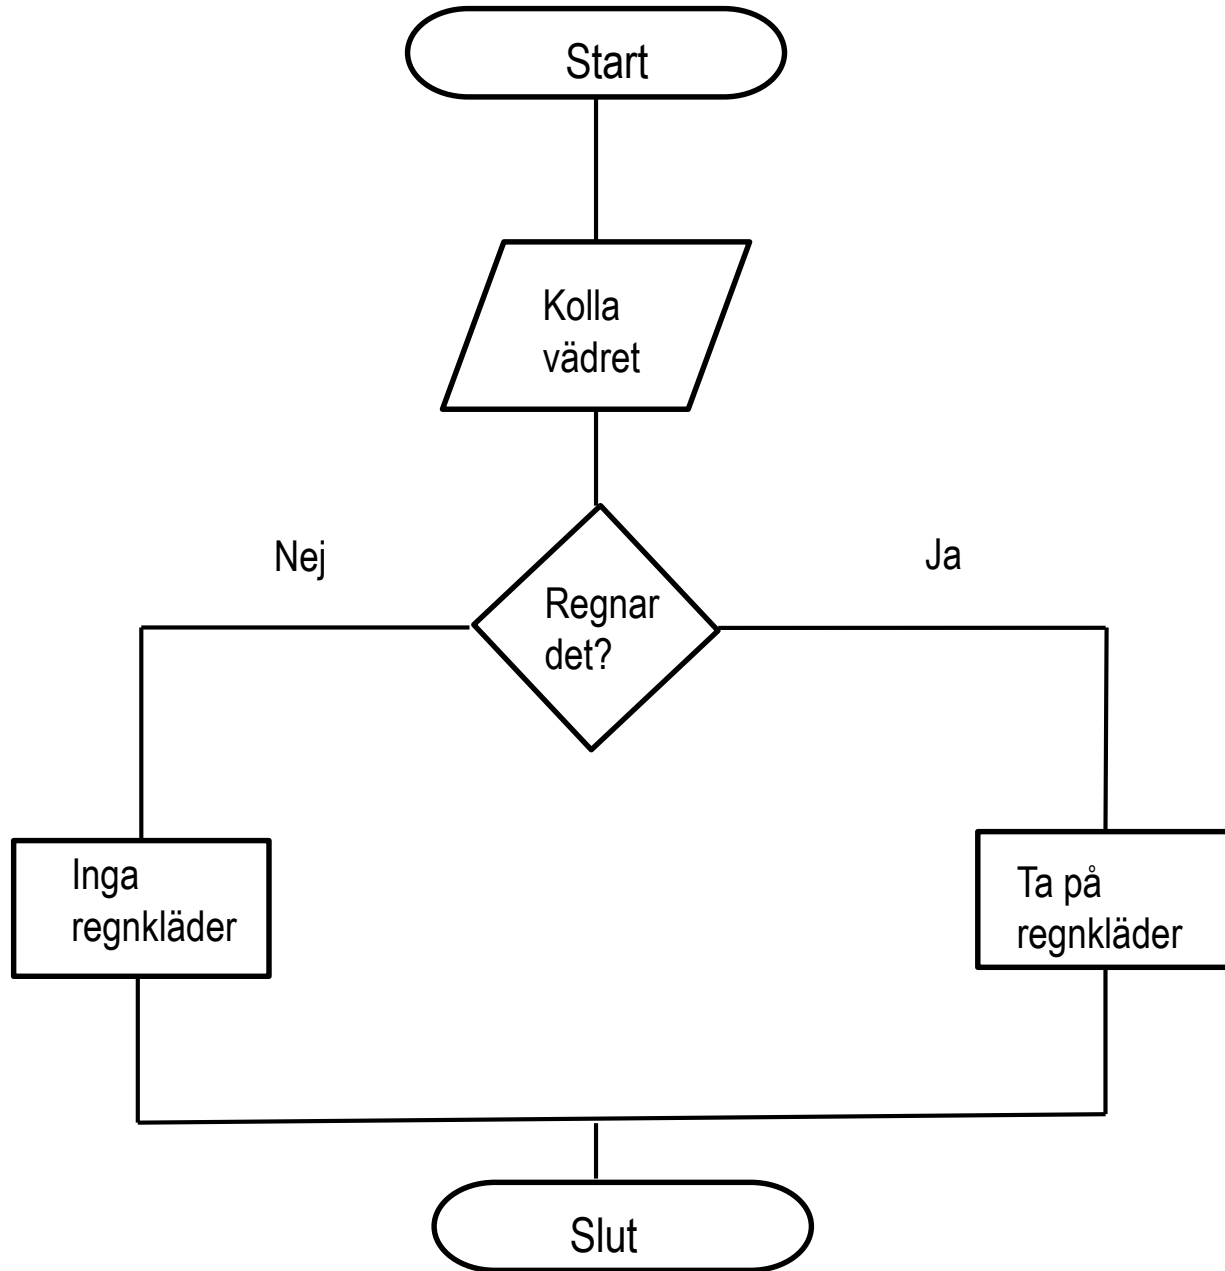 Start
Kolla
vädret
Nej
Ja
Regnar
det?
Inga
regnkläder
Ta på
regnkläder
Slut